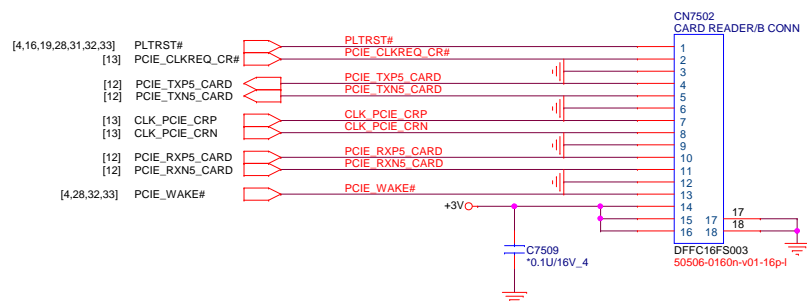 CN7502
CARD READER/B CONN
[4,16,19,28,31,32,33] PLTRST# PLTRST# 1
[13] PCIE_CLKREQ_CR# PCIE_CLKREQ_CR# 2
3
[12] PCIE_TXP5_CARD PCIE_TXP5_CARD 4
[12] PCIE_TXN5_CARD PCIE_TXN5_CARD 5
6
[13] CLK_PCIE_CRP CLK_PCIE_CRP 7
[13] CLK_PCIE_CRN CLK_PCIE_CRN 8
9
[12] PCIE_RXP5_CARD PCIE_RXP5_CARD 10
[12] PCIE_RXN5_CARD PCIE_RXN5_CARD 11
12
[4,28,32,33] PCIE_WAKE# PCIE_WAKE# 13
+3V 14
15 17 17
16 18 18
C7509
*0.1U/16V_4
DFFC16FS003
50506-0160n-v01-16p-l